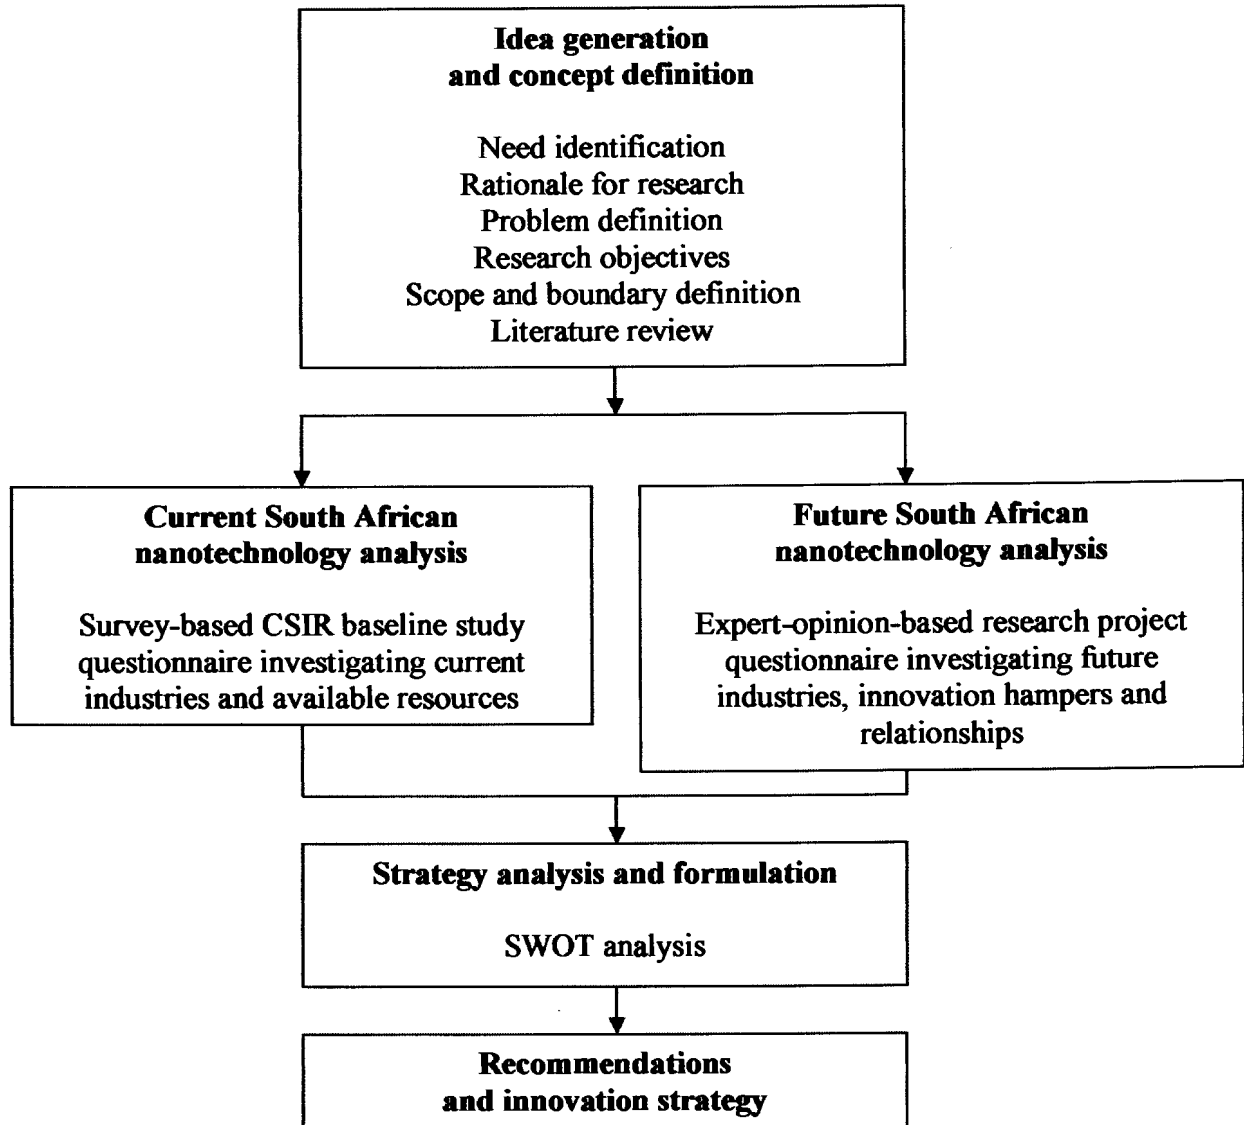 Idea generation
and concept definition
Need identification
Rationale for research
Problem definition
Research objectives
Scope and boundary definition
Literature review
Current South African
nanotechnology analysis
Survey-based CSIR baseline study
questionnaire investigating current
industries and available resources
Future South African
nanotechnology analysis
Expert-opinion-based research project
questionnaire investigating future
industries, innovation hampers and
relationships
Strategy analysis and formulation
SWOT analysis
Recommendations
and innovation strategy